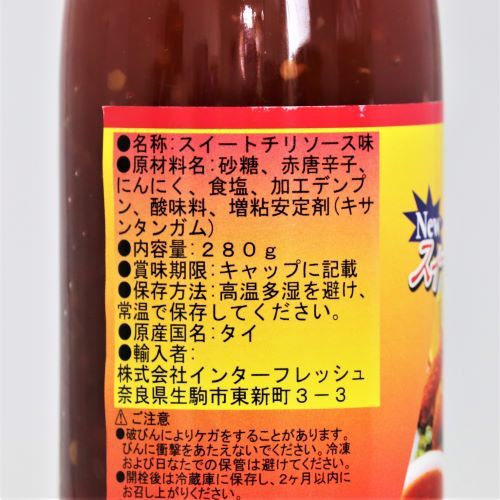 ●名称:スイートチリソース味
●原材料名:砂糖、赤唐辛子、
にんにく、食塩、加工デンプ
ン、酸味料、増粘安定剤(キサ
ンタンガム)
●内容量:280g
●賞味期限:キャップに記載
●保存方法:高温多湿を避け、
常温で保存してください。
●原産国名:タイ
●輸入者:
株式会社インターフレッシュ
奈良県生駒市東新町3-3
⚠ご注意
●破びんによりケガをすることがあります。
びんに衝撃をあたえないでください。冷凍
および日なたでの保管は避けてください。
●開栓後は冷蔵庫に保存し、2ヶ月以内に
お召し上がりください。
New
スイ